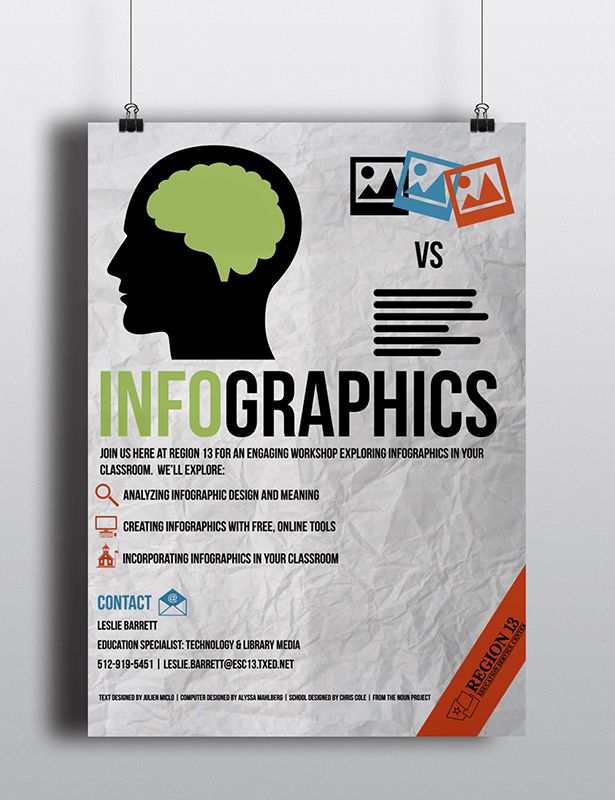 VS
INFOGRAPHICS
JOIN US HERE AT REGION 13 FOR AN ENGAGING WORKSHOP EXPLORING INFOGRAPHICS IN YOUR
CLASSROOM. WE'LL EXPLORE:
ANALYZING INFOGRAPHIC DESIGN AND MEANING
CREATING INFOGRAPHICS WITH FREE, ONLINE TOOLS
INCORPORATING INFOGRAPHICS IN YOUR CLASSROOM
CONTACT @
LESLIE BARRETT
EDUCATION SPECIALIST: TECHNOLOGY & LIBRARY MEDIA
512-919-5451 | LESLIE.BARRETT@ESC13.TXED.NET
REGION 13
EDUCATION SERVICE CENTER
TEXT DESIGNED BY JULIEN MICLO | COMPUTER DESIGNED BY ALYSSA MAHLBERG | SCHOOL DESIGNED BY CHRIS COLE | FROM THE NOUN PROJECT